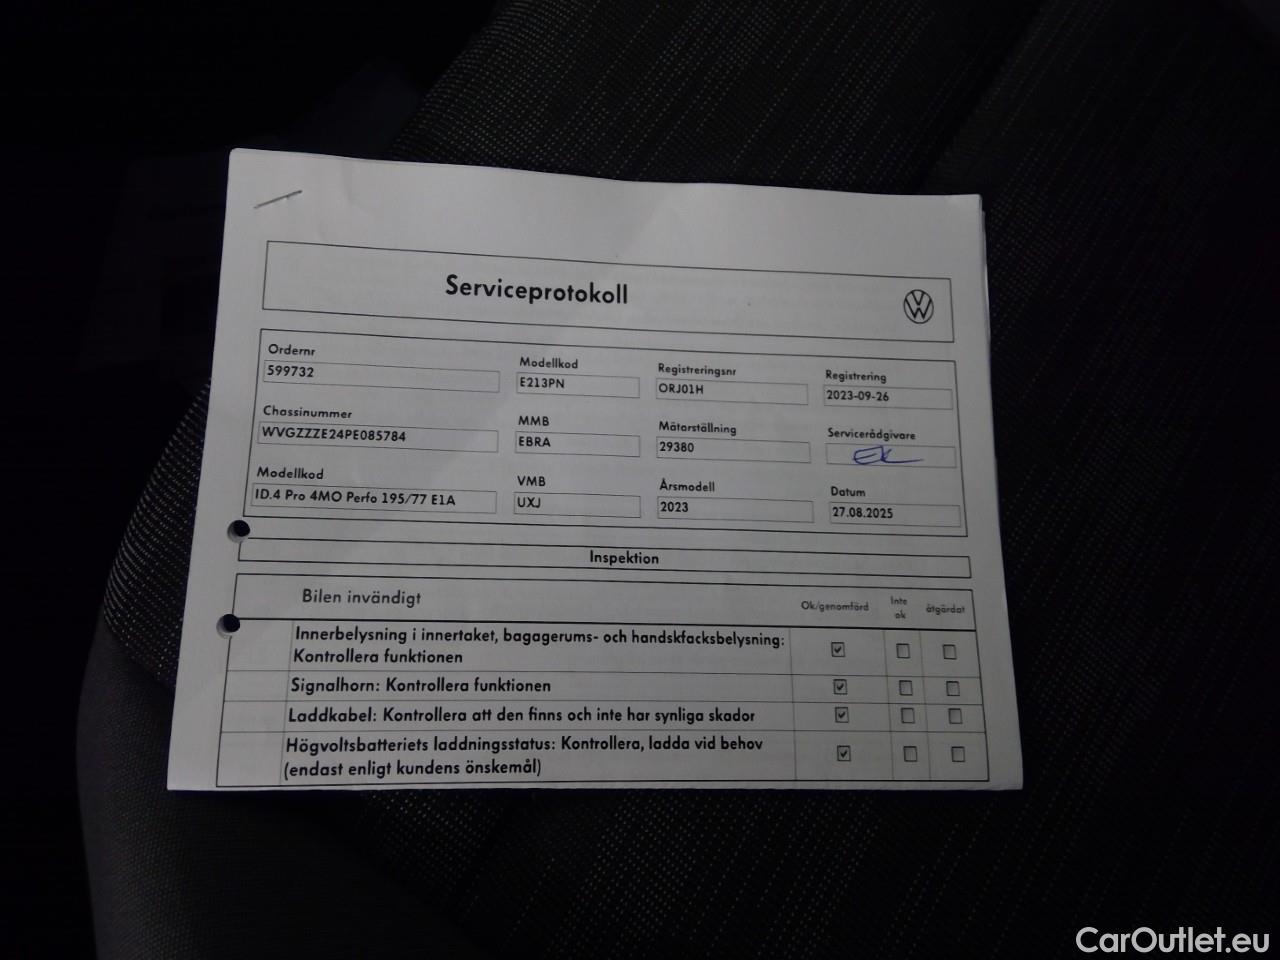 Serviceprotokoll
Ordernr
599732
Modellkod
E213PN
Registreringsnr
ORJ01H
Registrering
2023-09-26
Chassinummer
WVGZZZE24PE085784
MMB
EBRA
Mätarställning
29380
Servicerådgivare
EK
Modellkod
ID.4 Pro 4MO Perfo 195/77 E1A
VMB
UXJ
Årsmodell
2023
Datum
27.08.2025
Inspektion
Bilen invändigt
Ok/genomförd
Inte
ok
åtgärdat
Innerbelysning i innertaket, bagagerums- och handskfacksbelysning:
Kontrollera funktionen
Signalhorn: Kontrollera funktionen
Laddkabel: Kontrollera att den finns och inte har synliga skador
Högvoltsbatteriets laddningsstatus: Kontrollera, ladda vid behov
(endast enligt kundens önskemål)
CarOutlet.eu